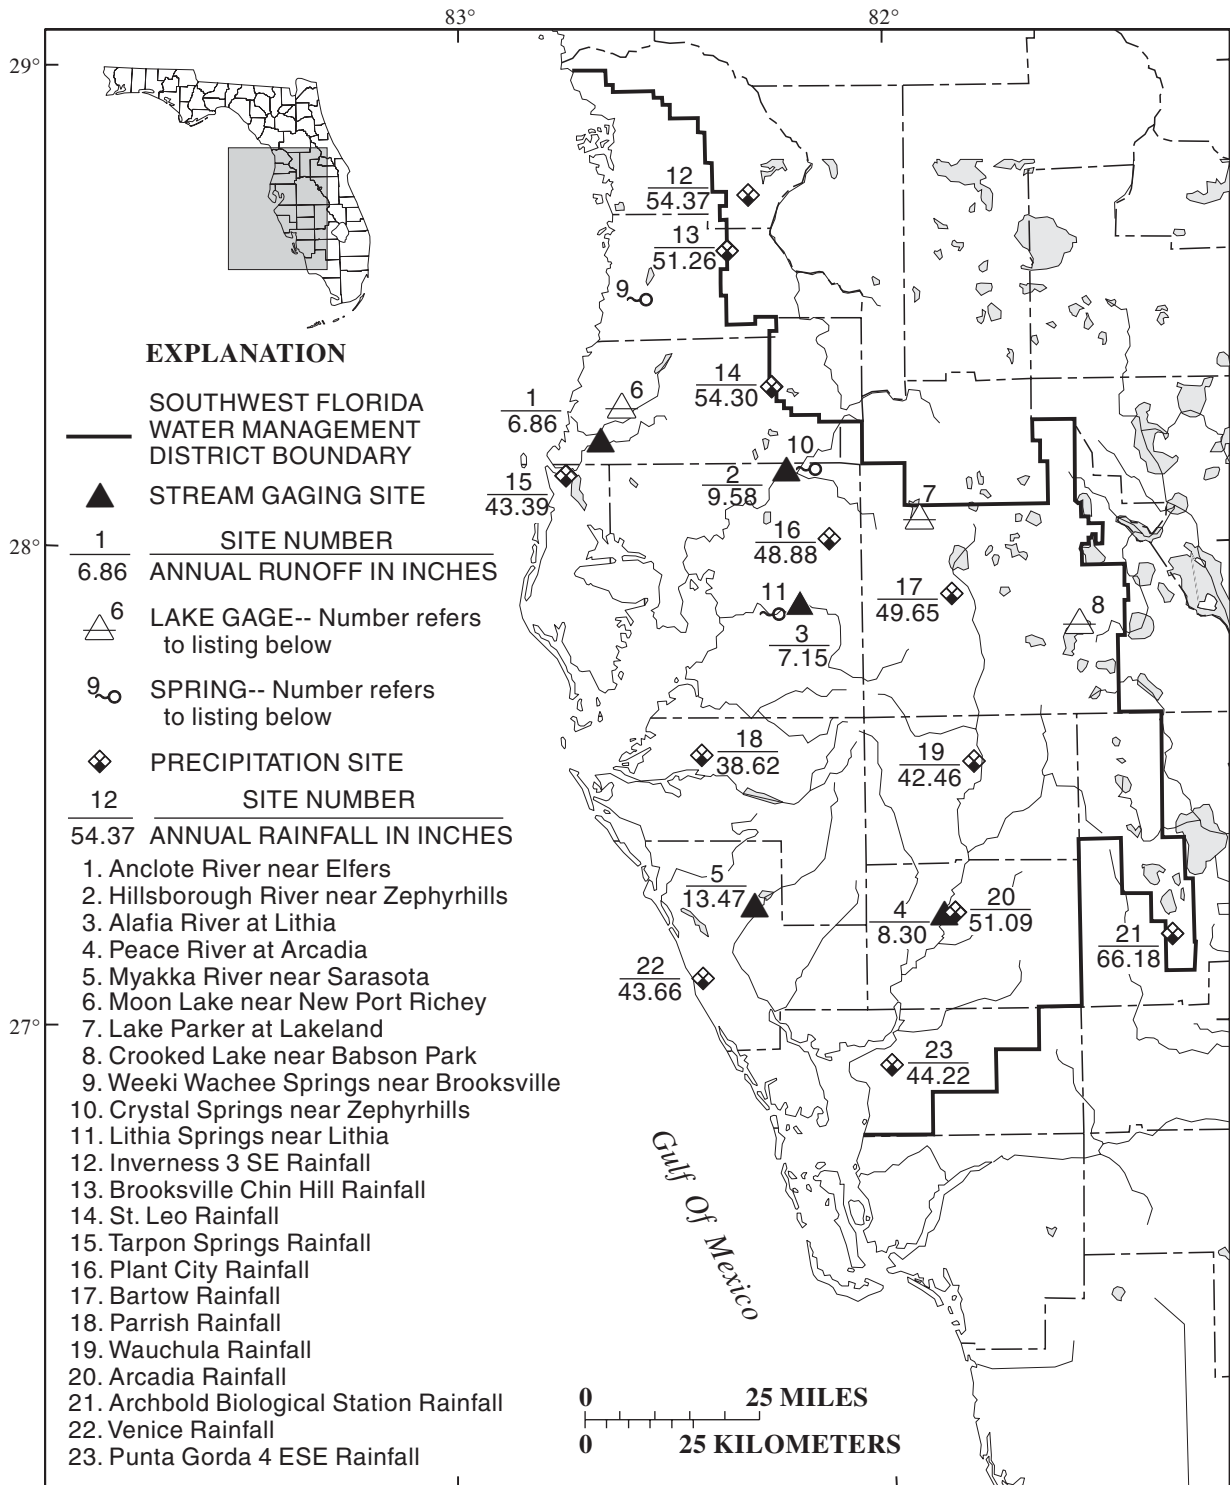 83°
82°
29°
28°
27°
EXPLANATION
SOUTHWEST FLORIDA
WATER MANAGEMENT
DISTRICT BOUNDARY
STREAM GAGING SITE
1 SITE NUMBER
6.86 ANNUAL RUNOFF IN INCHES
6 LAKE GAGE-- Number refers
to listing below
9 SPRING-- Number refers
to listing below
PRECIPITATION SITE
12 SITE NUMBER
54.37 ANNUAL RAINFALL IN INCHES
1. Anclote River near Elfers
2. Hillsborough River near Zephyrhills
3. Alafia River at Lithia
4. Peace River at Arcadia
5. Myakka River near Sarasota
6. Moon Lake near New Port Richey
7. Lake Parker at Lakeland
8. Crooked Lake near Babson Park
9. Weeki Wachee Springs near Brooksville
10. Crystal Springs near Zephyrhills
11. Lithia Springs near Lithia
12. Inverness 3 SE Rainfall
13. Brooksville Chin Hill Rainfall
14. St. Leo Rainfall
15. Tarpon Springs Rainfall
16. Plant City Rainfall
17. Bartow Rainfall
18. Parrish Rainfall
19. Wauchula Rainfall
20. Arcadia Rainfall
21. Archbold Biological Station Rainfall
22. Venice Rainfall
23. Punta Gorda 4 ESE Rainfall
12
54.37
13
51.26
9
14
54.30
6
1
6.86
10
2
9.58
7
15
43.39
16
48.88
17
49.65
11
3
7.15
8
18
38.62
19
42.46
5
13.47
4
8.30
20
51.09
21
66.18
22
43.66
23
44.22
Gulf Of Mexico
0 25 MILES
0 25 KILOMETERS